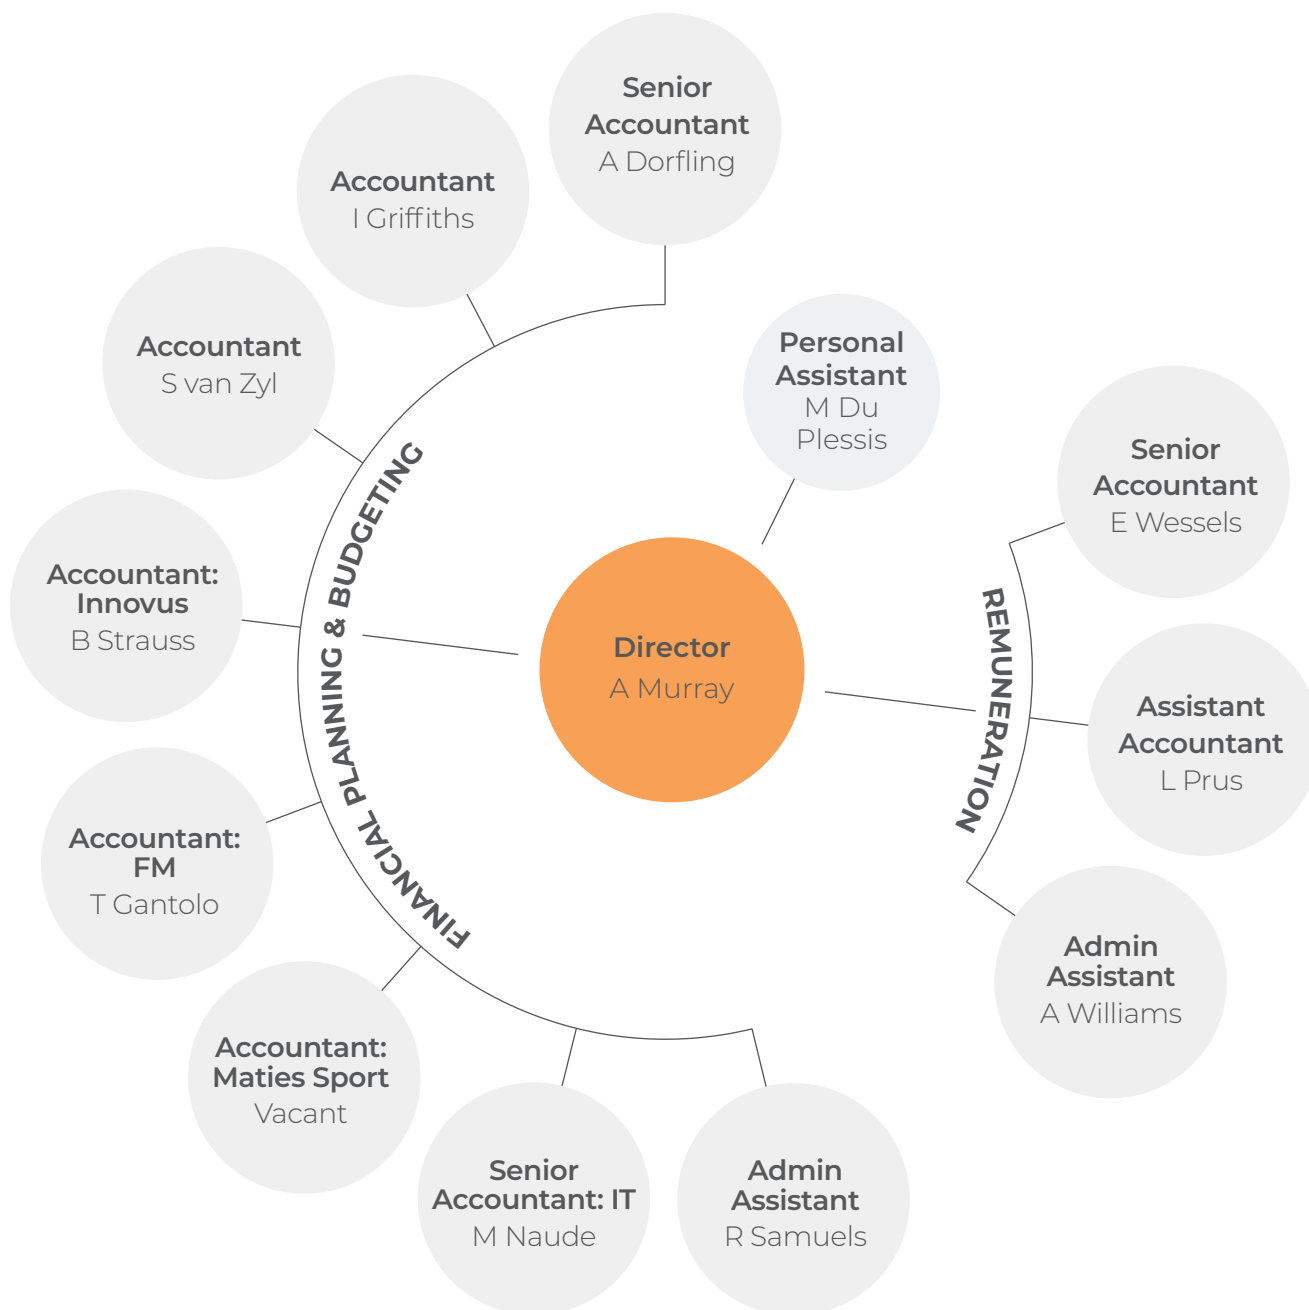 Senior
Accountant
A Dorfling
Accountant
I Griffiths
Accountant
S van Zyl
Accountant:
Innovus
B Strauss
Accountant:
FM
T Gantolo
Accountant:
Maties Sport
Vacant
Senior
Accountant: IT
M Naude
Admin
Assistant
R Samuels
FINANCIAL PLANNING & BUDGETING
Personal
Assistant
M Du
Plessis
Director
A Murray
REMUNERATION
Senior
Accountant
E Wessels
Assistant
Accountant
L Prus
Admin
Assistant
A Williams